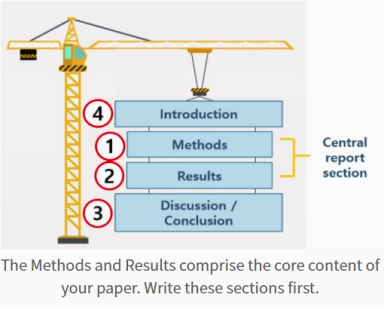 4 Introduction
1 Methods
2 Results
3 Discussion /
Conclusion
Central
report
section
The Methods and Results comprise the core content of
your paper. Write these sections first.